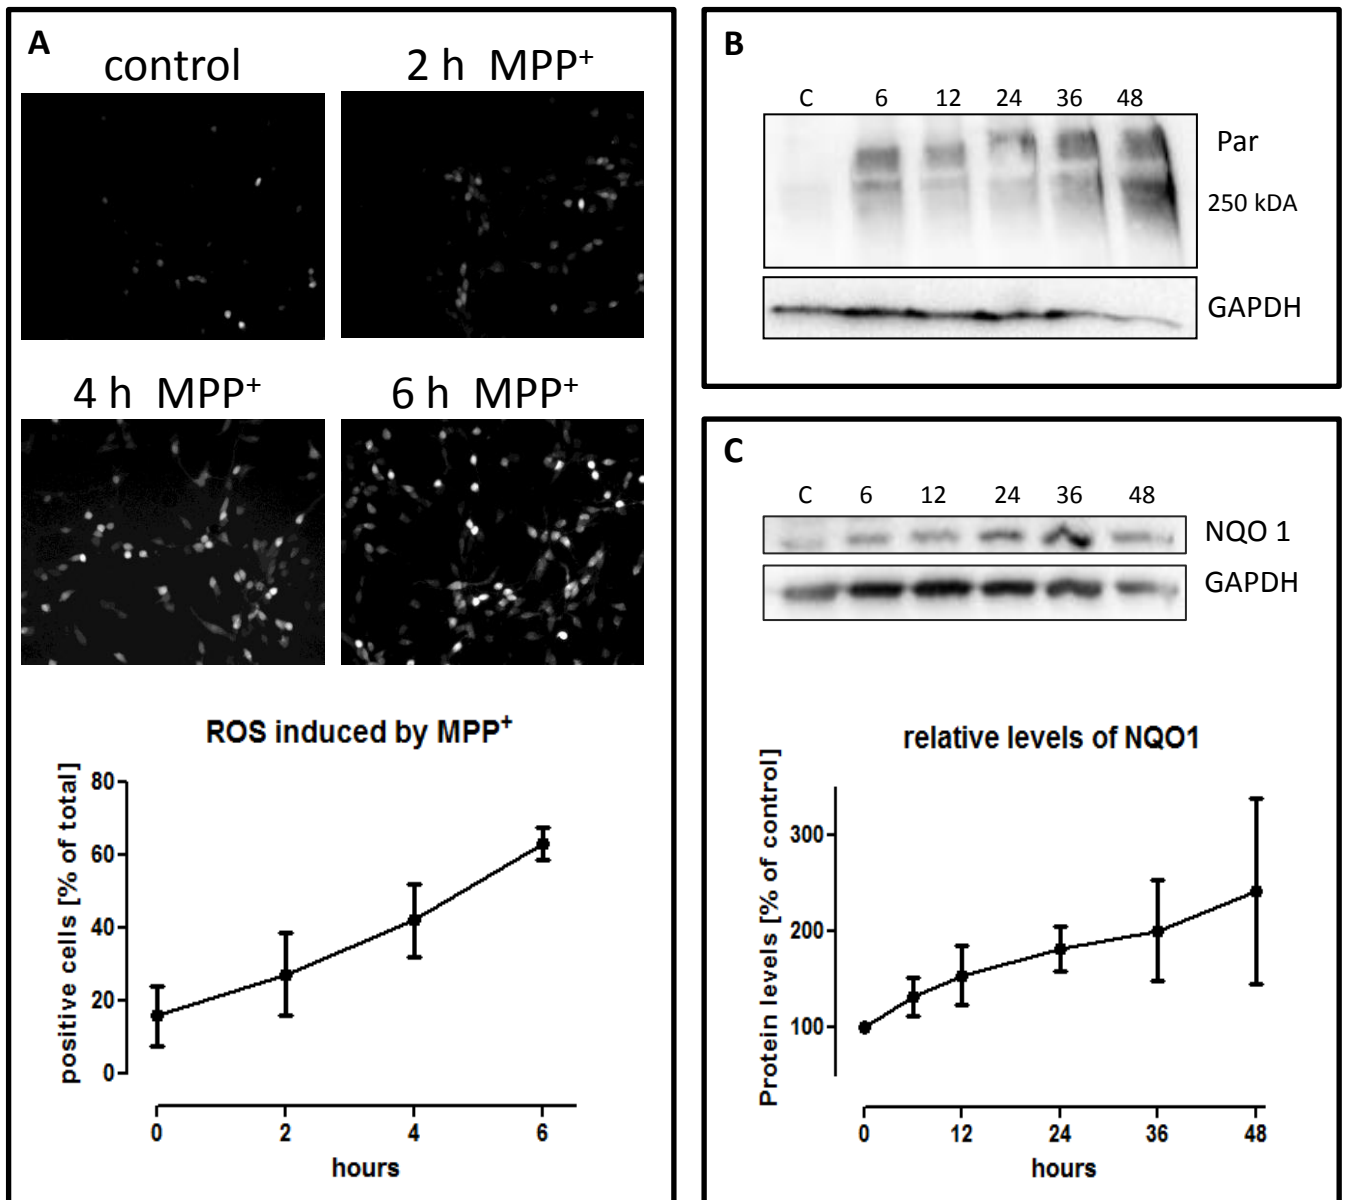 A
control
2 h MPP+
4 h MPP+
6 h MPP+
ROS induced by MPP+
positive cells [% of total]
80
60
40
20
0
0 2 4 6
hours
B
C 6 12 24 36 48
Par
250 kDA
GAPDH
C
C 6 12 24 36 48
NQO 1
GAPDH
relative levels of NQO1
Protein levels [% of control]
300
200
100
0 12 24 36 48
hours